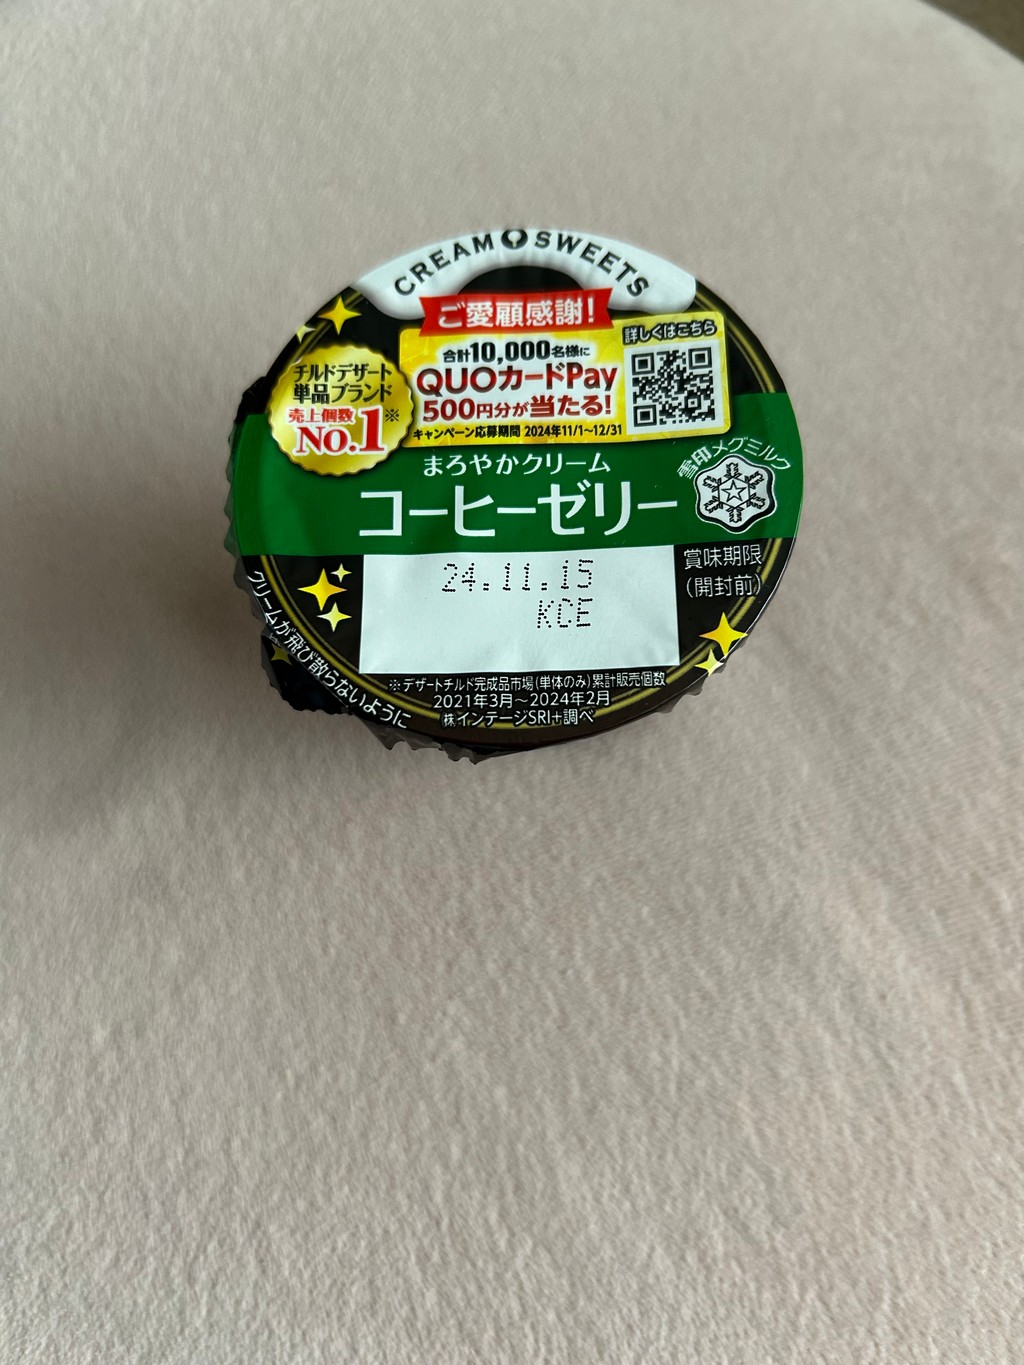 CREAM SWEETS
ご愛顧感謝!
詳しくはこちら
合計10,000名様に
QUOカードPay
500円分が当たる!
キャンペーン応募期間 2024年11/1~12/31
チルドデザート
単品ブランド
売上個数※
No.1
まろやかクリーム
コーヒーゼリー
雪印メグミルク
賞味期限
(開封前)
24.11.15
KCE
※デザートチルド完成品市場(単体のみ)累計販売個数
2021年3月~2024年2月
㈱インテージSRI+調べ
クリームが飛び散らないように